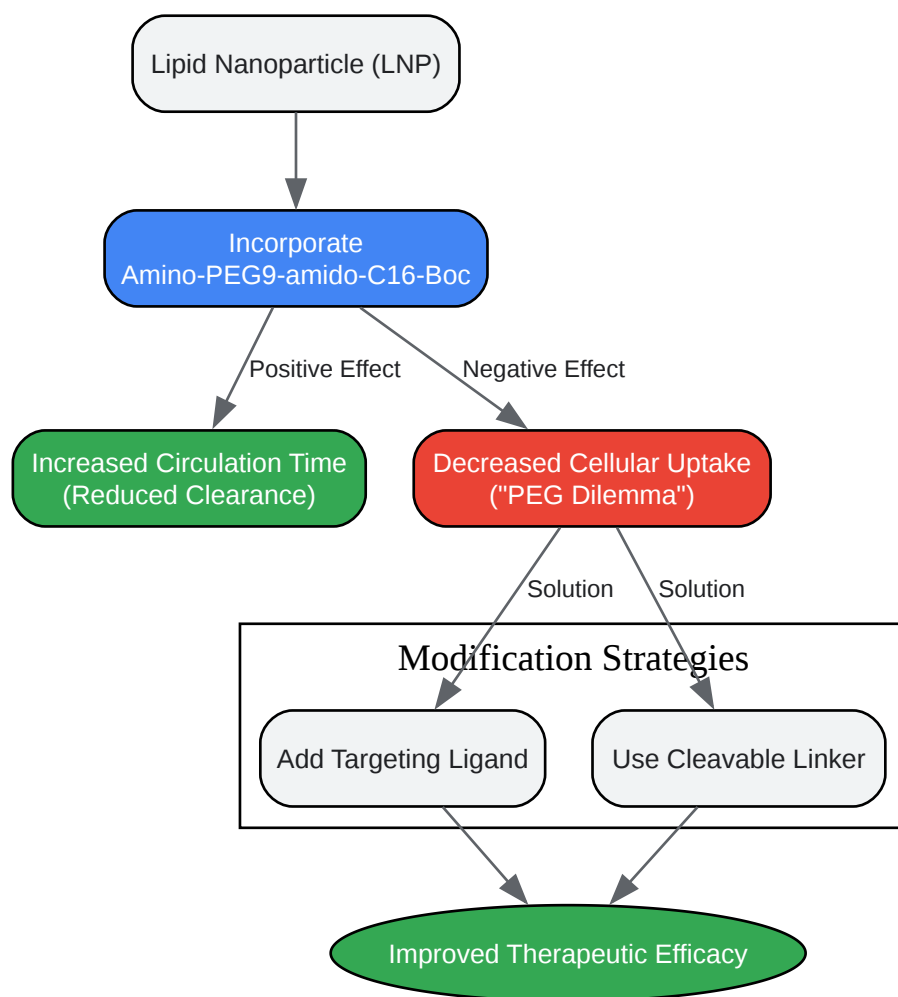 Lipid Nanoparticle (LNP)
Incorporate
Amino-PEG9-amido-C16-Boc
Positive Effect
Negative Effect
Increased Circulation Time
(Reduced Clearance)
Decreased Cellular Uptake
("PEG Dilemma")
Solution
Solution
Modification Strategies
Add Targeting Ligand
Use Cleavable Linker
Improved Therapeutic Efficacy